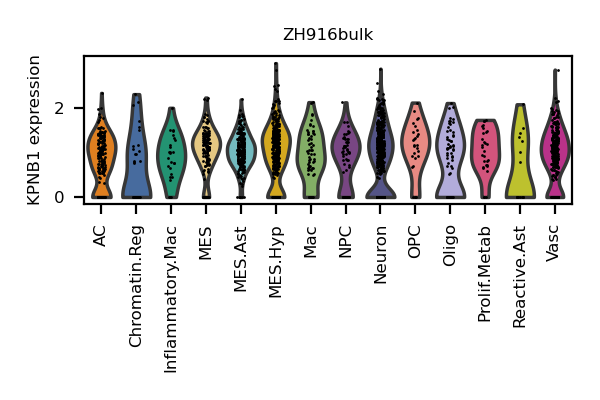 ZH916bulk
KPNB1 expression
2
0
AC
Chromatin.Reg
Inflammatory.Mac
MES
MES.Ast
MES.Hyp
Mac
NPC
Neuron
OPC
Oligo
Prolif.Metab
Reactive.Ast
Vasc